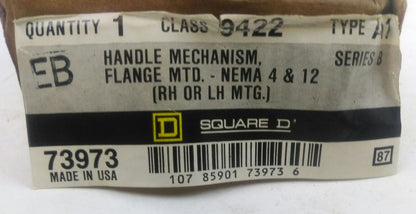 QUANTITY 1 CLASS 9422 TYPE A1
EB HANDLE MECHANISM, SERIES B
FLANGE MTD. - NEMA 4 & 12
(RH OR LH MTG.)
D SQUARE D
73973
MADE IN USA
107 85901 73973 6
87